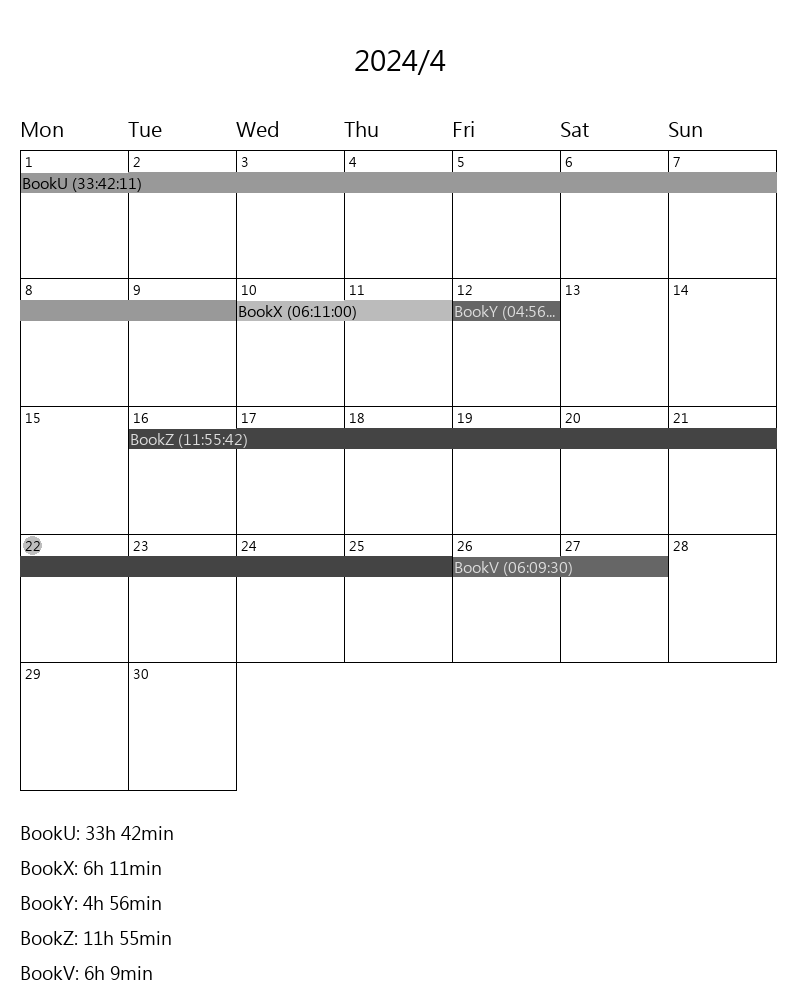 2024/4
Mon Tue Wed Thu Fri Sat Sun
1 2 3 4 5 6 7
BookU (33:42:11)
8 9 10 11 12 13 14
BookX (06:11:00) BookY (04:56...
15 16 17 18 19 20 21
BookZ (11:55:42)
22 23 24 25 26 27 28
BookV (06:09:30)
29 30
BookU: 33h 42min
BookX: 6h 11min
BookY: 4h 56min
BookZ: 11h 55min
BookV: 6h 9min